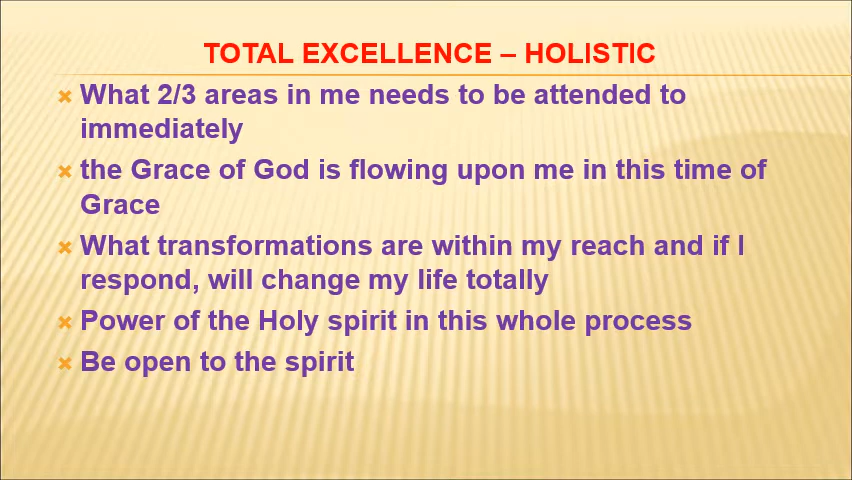 TOTAL EXCELLENCE – HOLISTIC
What 2/3 areas in me needs to be attended to
immediately
the Grace of God is flowing upon me in this time of
Grace
What transformations are within my reach and if I
respond, will change my life totally
Power of the Holy spirit in this whole process
Be open to the spirit